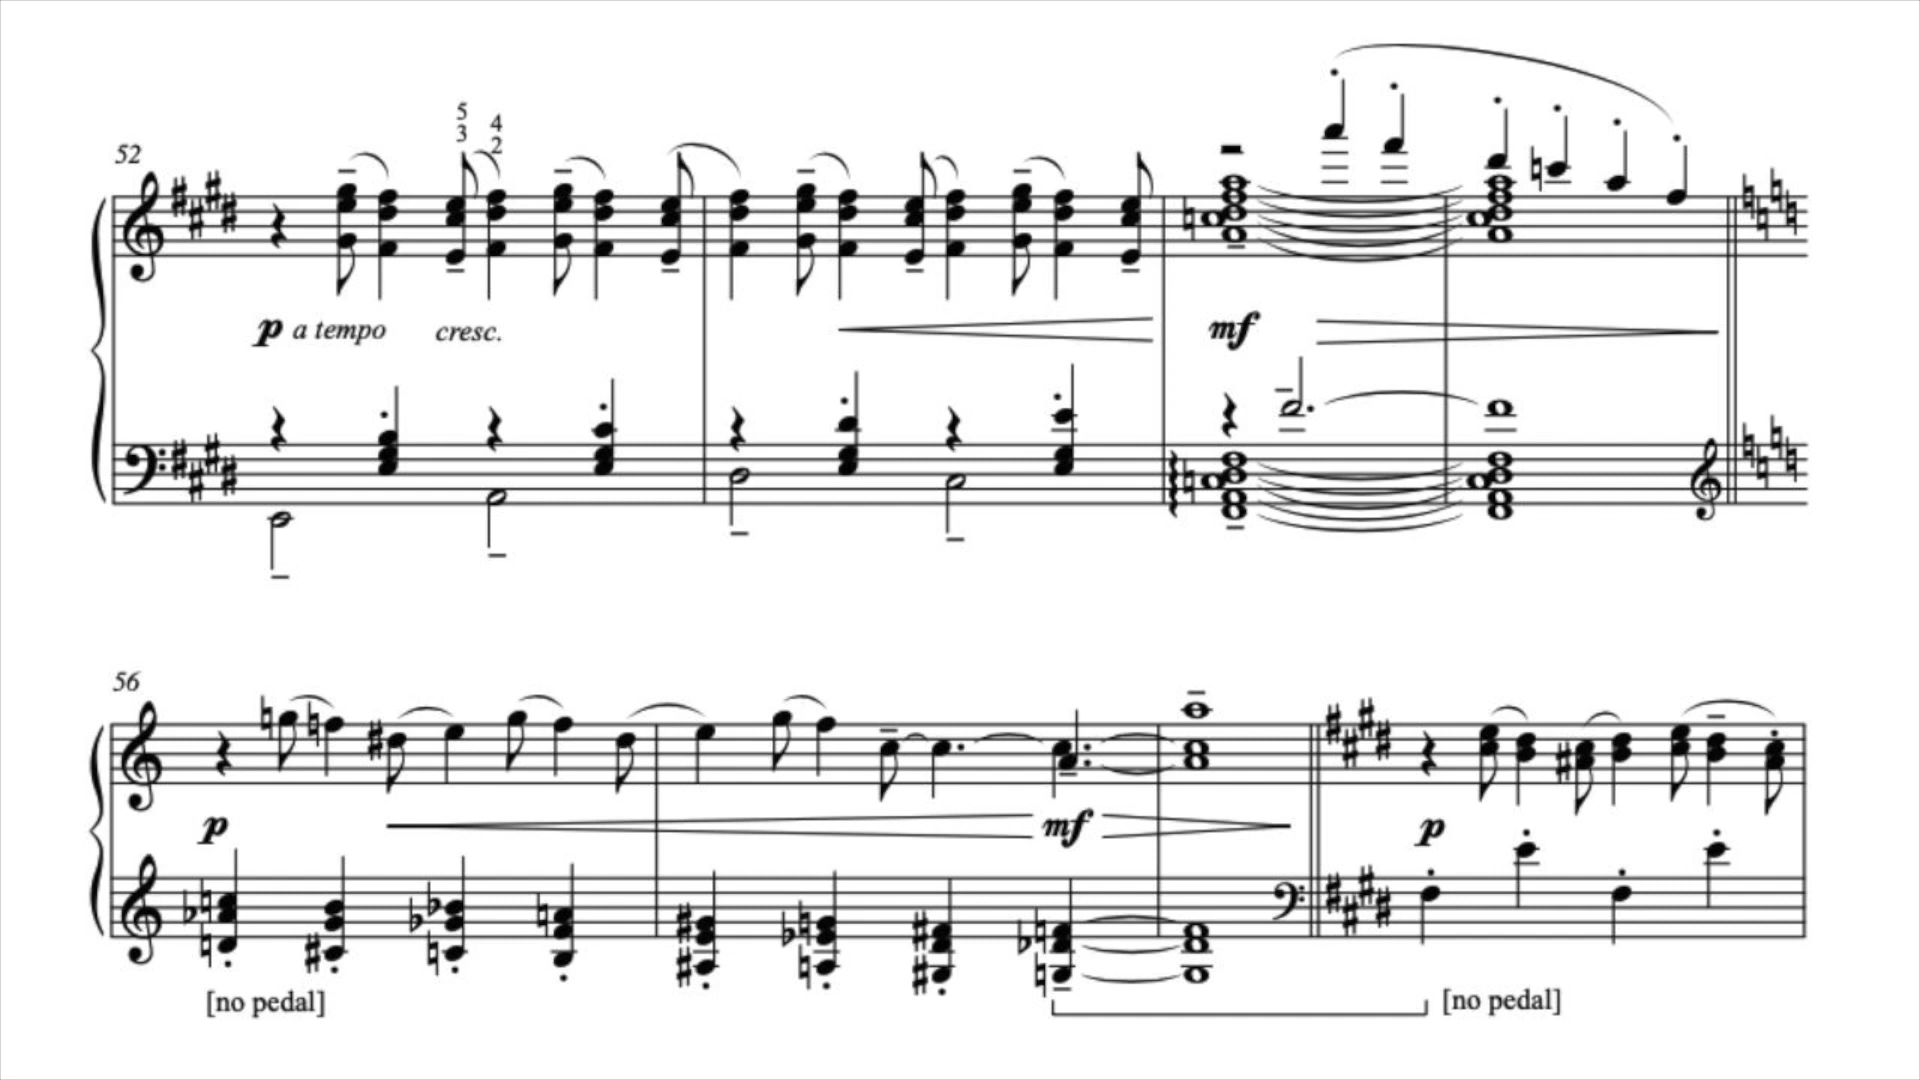 5 4
3 2
52
p a tempo cresc. mf
56
p mf p
[no pedal] [no pedal]